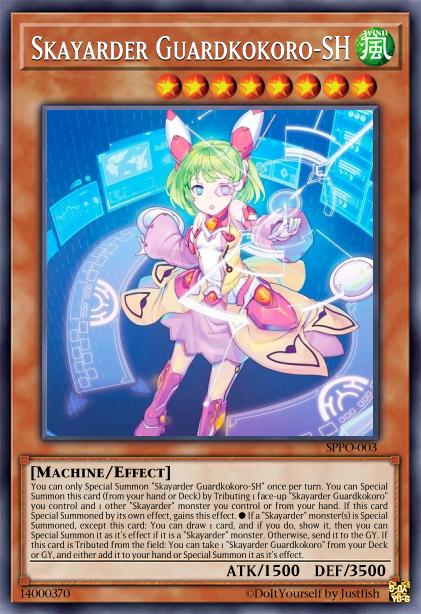 SKAYARDER GUARDKOKORO-SH
WIND
風
SPPO-003
[MACHINE/EFFECT]
You can only Special Summon "Skayarder Guardkokoro-SH" once per turn. You can Special
Summon this card (from your hand or Deck) by Tributing 1 face-up "Skayarder Guardkokoro"
you control and 1 other "Skayarder" monster you control or from your hand. If this card
Special Summoned by its own effect, gains this effect. ● If a "Skayarder" monster(s) is Special
Summoned, except this card: You can draw 1 card, and if you do, show it, then you can
Special Summon it as it's effect if it is a "Skayarder" monster. Otherwise, send it to the GY. If
this card is Tributed from the field: You can take 1 "Skayarder Guardkokoro" from your Deck
or GY, and either add it to your hand or Special Summon it as it's effect.
ATK/1500 DEF/3500
14000370
©DoItYourself by Justfish